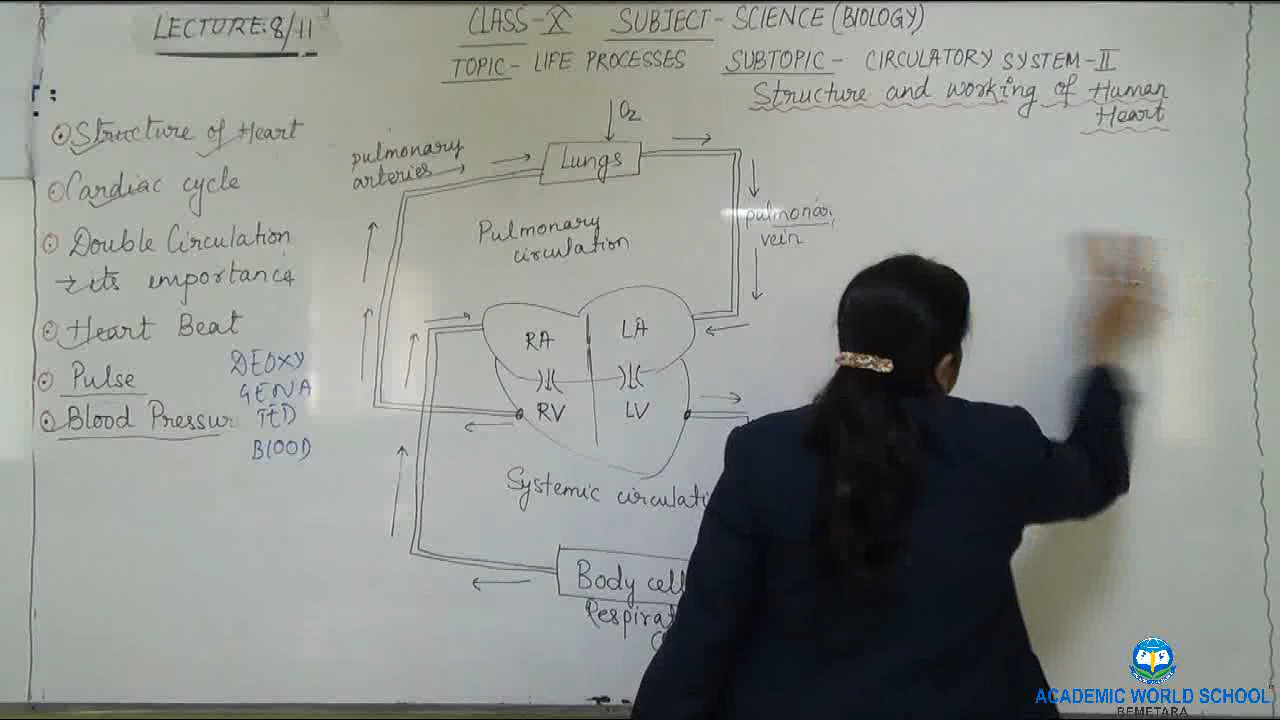 LECTURE: 8/11
CLASS-X SUBJECT- SCIENCE (BIOLOGY)
TOPIC- LIFE PROCESSES SUBTOPIC- CIRCULATORY SYSTEM-II
Structure and working of Human
Heart
Structure of Heart
Cardiac cycle
Double Circulation
its importance
Heart Beat
Pulse
Blood Pressur
DEOXY
GENA
TED
BLOOD
O2
pulmonary
arteries
Lungs
Pulmonary
circulation
pulmonar
vein
RA
LA
RV
LV
Systemic circulati
Body cell
Respirat
ACADEMIC WORLD SCHOOL
BEMETARA